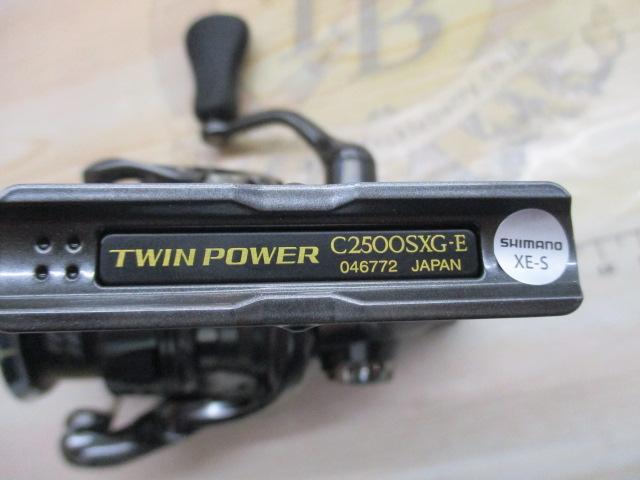 TWIN POWER C2500SXG-E
046772 JAPAN
SHIMANO
XE-S